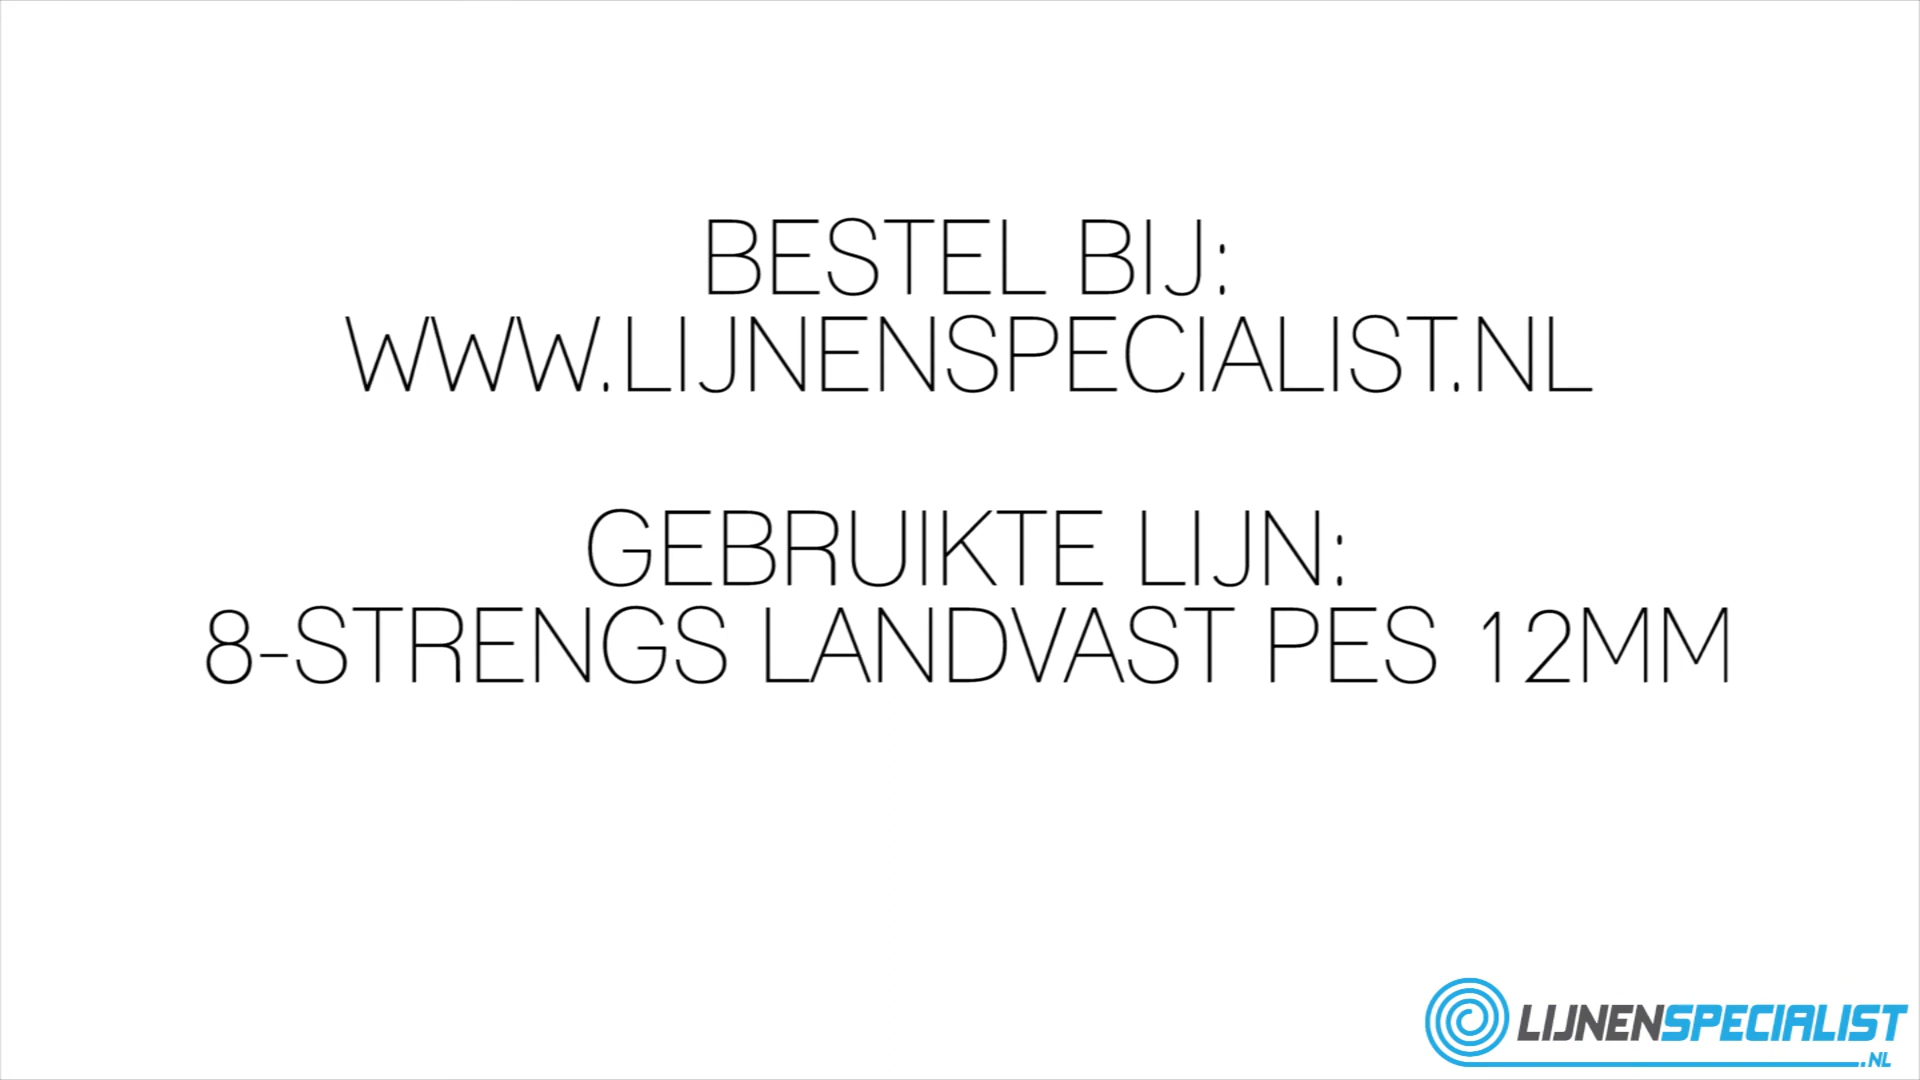 BESTEL BIJ:
WWW.LIJNENSPECIALIST.NL
GEBRUIKTE LIJN:
8-STRENGS LANDVAST PES 12MM
LIJNENSPECIALIST
.NL